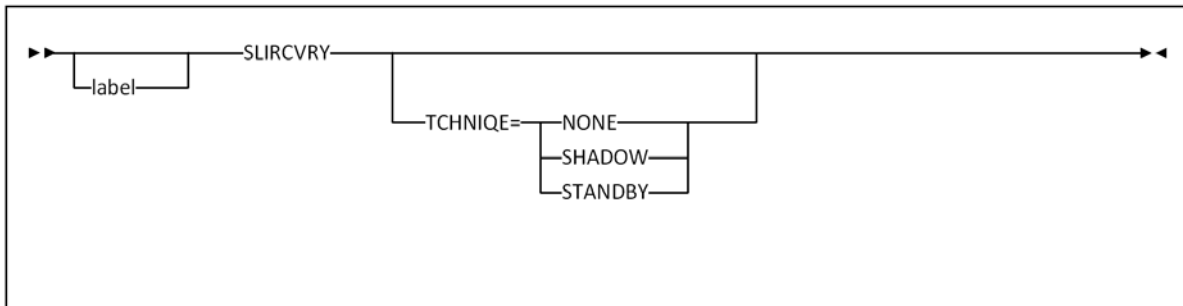 SLIRCVRY
label
TCHNIQE= NONE
SHADOW
STANDBY